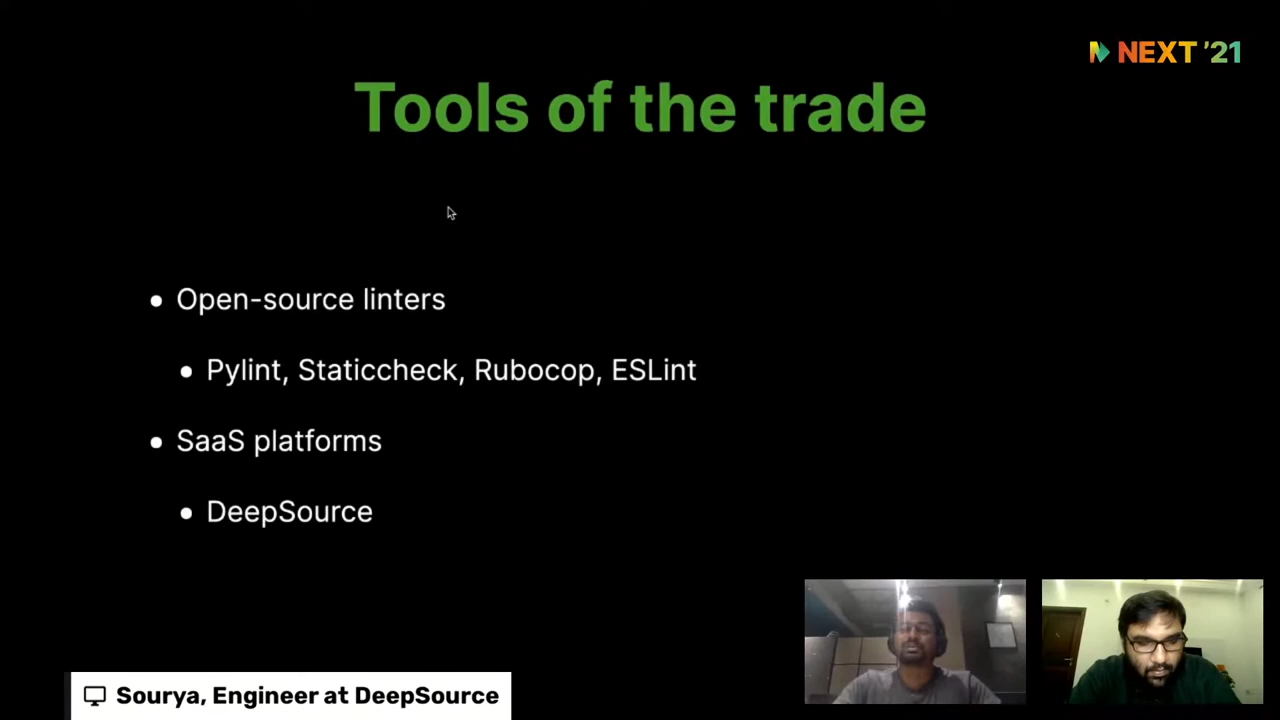 NEXT '21
Tools of the trade
Open-source linters
Pylint, Staticcheck, Rubocop, ESLint
SaaS platforms
DeepSource
Sourya, Engineer at DeepSource